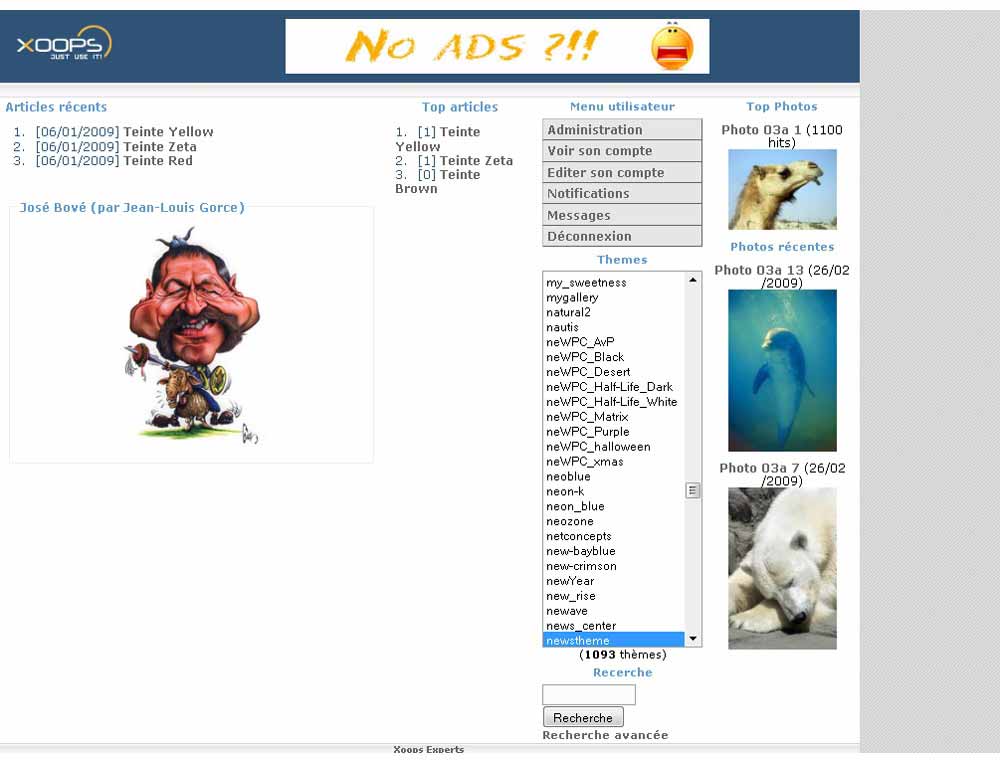 XOOPS
JUST USE IT!
No ADS ?!!
Articles récents
1. [06/01/2009] Teinte Yellow
2. [06/01/2009] Teinte Zeta
3. [06/01/2009] Teinte Red
José Bové (par Jean-Louis Gorce)
Top articles
1. [1] Teinte
Yellow
2. [1] Teinte Zeta
3. [0] Teinte
Brown
Menu utilisateur
Administration
Voir son compte
Editer son compte
Notifications
Messages
Déconnexion
Themes
my_sweetness
mygallery
natural2
nautis
neWPC_AvP
neWPC_Black
neWPC_Desert
neWPC_Half-Life_Dark
neWPC_Half-Life_White
neWPC_Matrix
neWPC_Purple
neWPC_halloween
neWPC_xmas
neoblue
neon-k
neon_blue
neozone
netconcepts
new-bayblue
new-crimson
newYear
new_rise
newave
news_center
newstheme
(1093 thèmes)
Recerche
Recherche
Recherche avancée
Top Photos
Photo 03a 1 (1100
hits)
Photos récentes
Photo 03a 13 (26/02
/2009)
Photo 03a 7 (26/02
/2009)
Xoops Experts